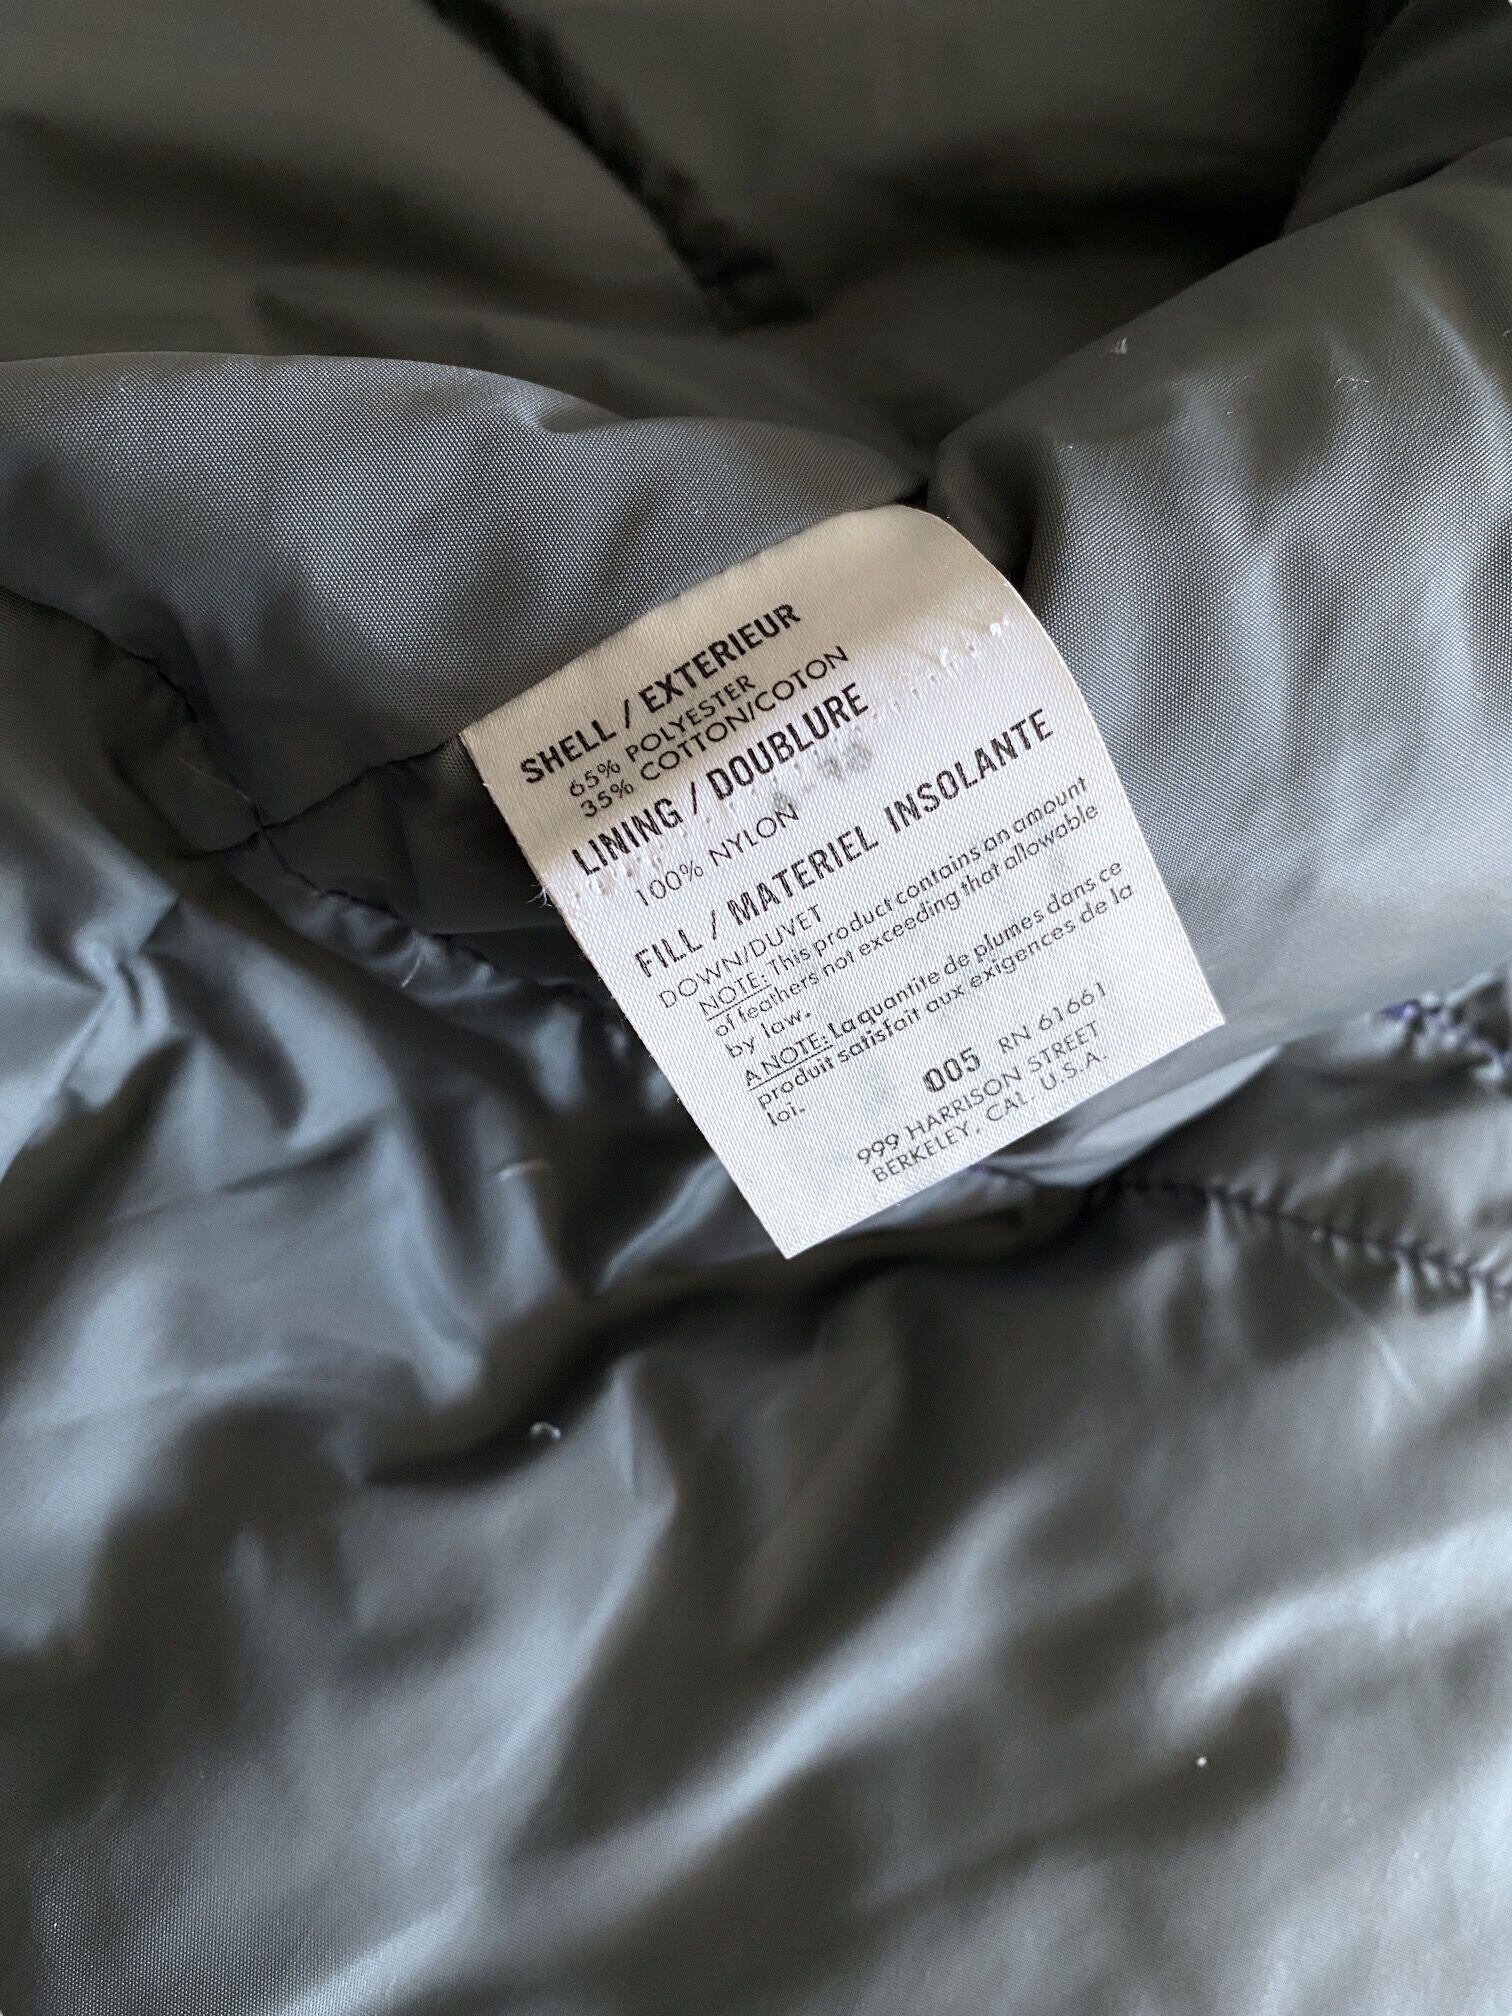 SHELL / EXTERIEUR
65% POLYESTER
35% COTTON/COTON
LINING / DOUBLURE
100% NYLON
FILL / MATERIEL INSOLANTE
DOWN/DUVET
NOTE: This product contains an amount
of feathers not exceeding that allowable
by law.
A NOTE: La quantite de plumes dans ce
produit satisfait aux exigences de la
loi.
005 RN 61661
999 HARRISON STREET
BERKELEY, CAL. U.S.A.